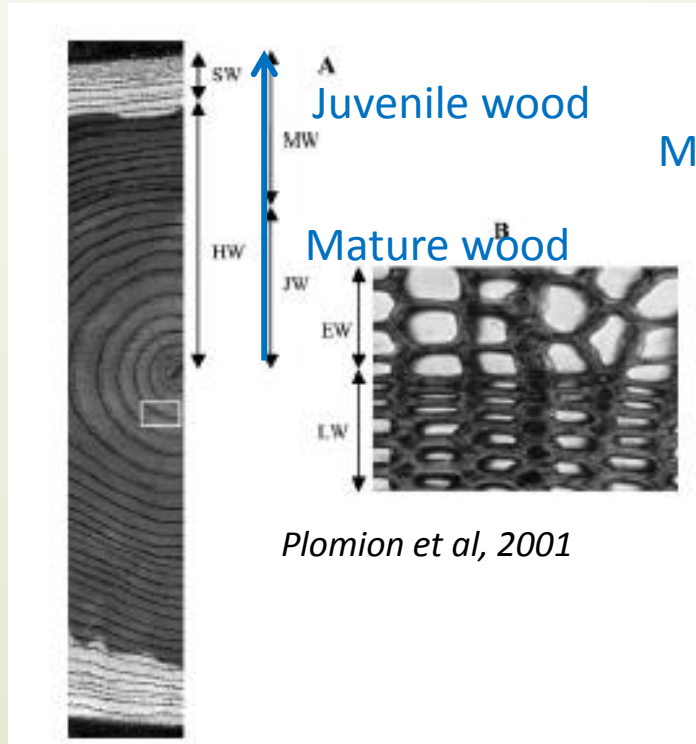 SW
A
Juvenile wood
MW
M
B
HW
Mature wood
JW
EW
LW
Plomion et al, 2001